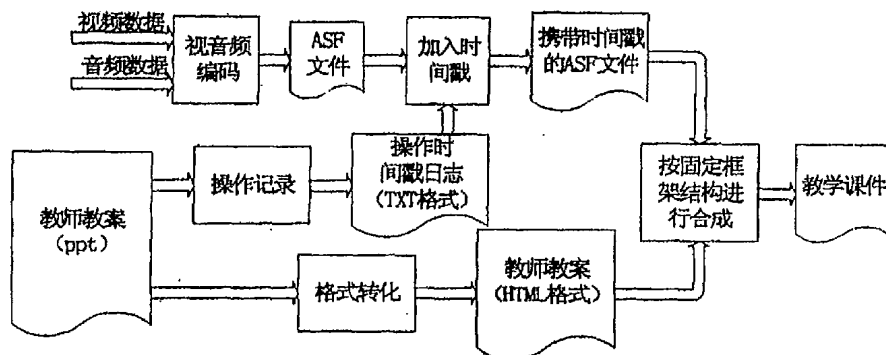 视频数据
音频数据
视音频
编码
ASF
文件
加入时
间戳
携带时间戳
的ASF文件
教师教案
(ppt)
操作记录
操作时
间戳日志
(TXT格式)
格式转化
教师教案
(HTML格式)
按固定框
架结构进
行合成
教学课件